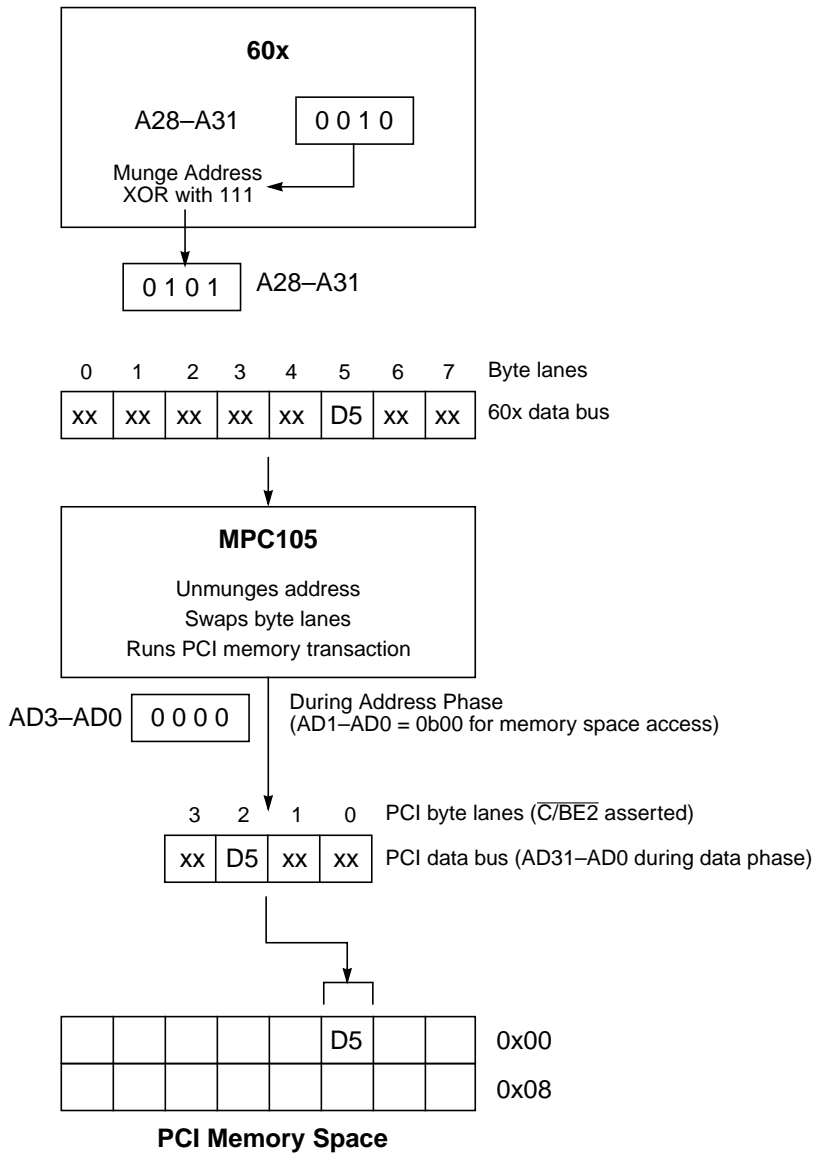 60x
A28–A31 0 0 1 0
Munge Address
XOR with 111
0 1 0 1 A28–A31
0 1 2 3 4 5 6 7 Byte lanes
xx xx xx xx xx D5 xx xx 60x data bus
MPC105
Unmunges address
Swaps byte lanes
Runs PCI memory transaction
AD3–AD0 0 0 0 0 During Address Phase
(AD1–AD0 = 0b00 for memory space access)
3 2 1 0 PCI byte lanes (C/BE2 asserted)
xx D5 xx xx PCI data bus (AD31–AD0 during data phase)
D5 0x00
0x08
PCI Memory Space